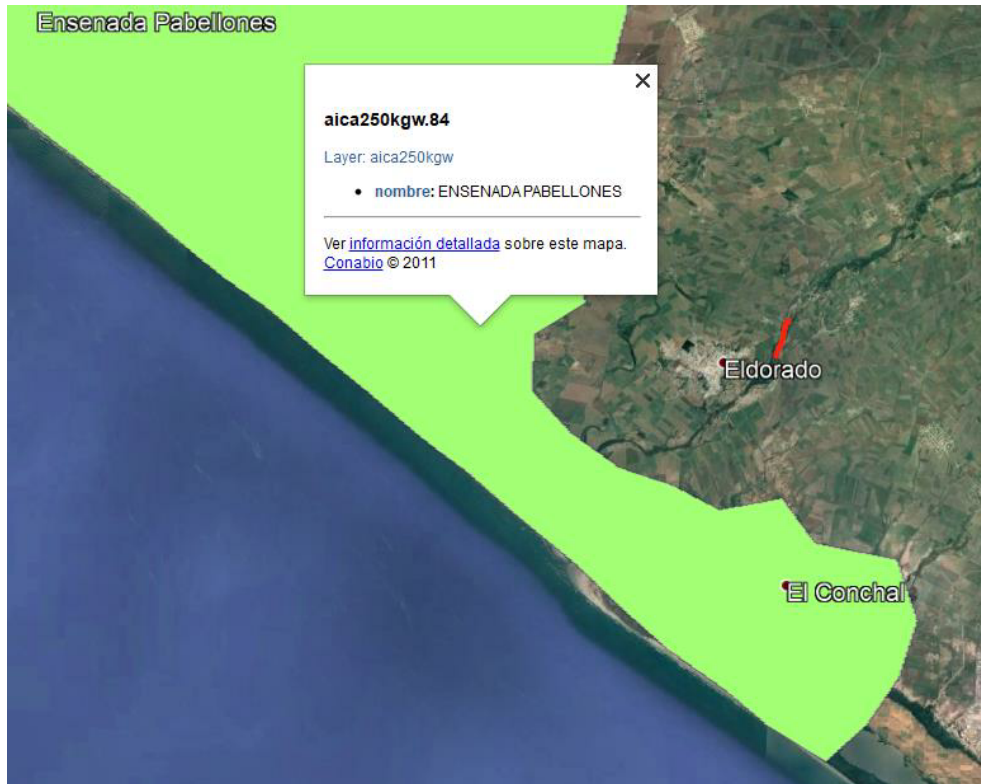 Ensenada Pabellones
aica250kgw.84
Layer: aica250kgw
• nombre: ENSENADA PABELLONES
Ver información detallada sobre este mapa.
Conabio © 2011
Eldorado
El Conchal